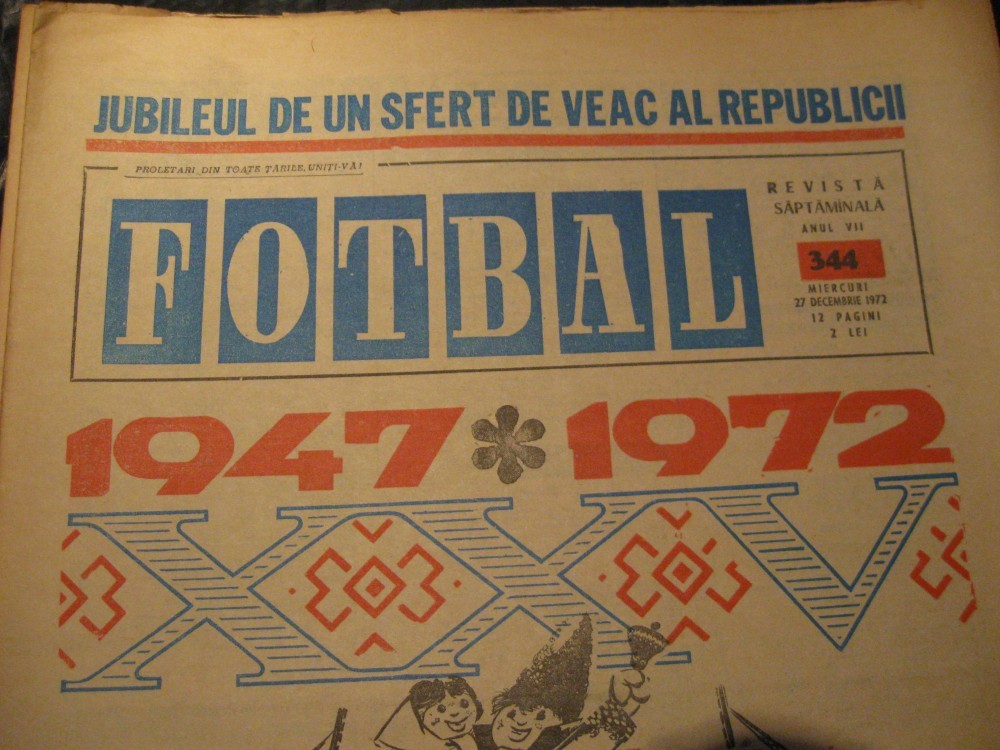 JUBILEUL DE UN SFERT DE VEAC AL REPUBLICII
PROLETARI DIN TOATE ȚĂRILE, UNIȚI-VĂ!
FOTBAL
REVISTĂ
SĂPTĂMÎNALĂ
ANUL VII
344
MIERCURI
27 DECEMBRIE 1972
12 PAGINI
2 LEI
1947 * 1972
XXV